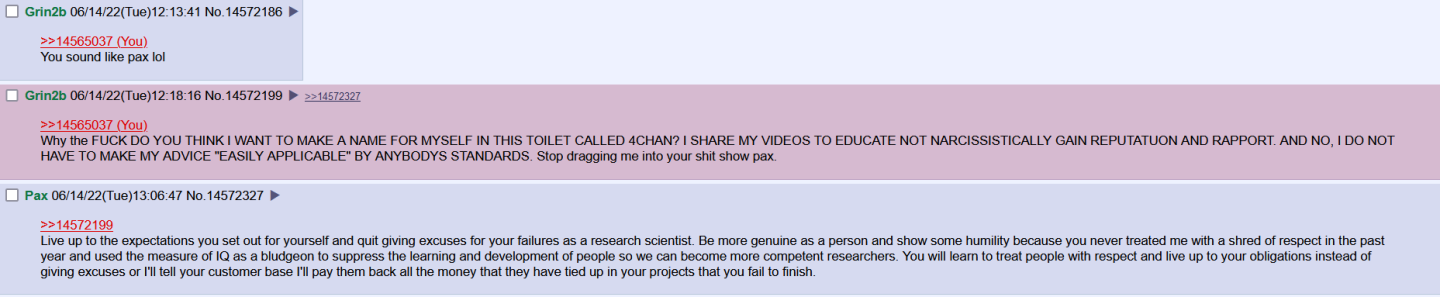 Grin2b 06/14/22(Tue)12:13:41 No.14572186 ▶
>>14565037 (You)
You sound like pax lol
Grin2b 06/14/22(Tue)12:18:16 No.14572199 ▶ >>14572327
>>14565037 (You)
Why the FUCK DO YOU THINK I WANT TO MAKE A NAME FOR MYSELF IN THIS TOILET CALLED 4CHAN? I SHARE MY VIDEOS TO EDUCATE NOT NARCISSISTICALLY GAIN REPUTATUON AND RAPPORT. AND NO, I DO NOT
HAVE TO MAKE MY ADVICE "EASILY APPLICABLE" BY ANYBODYS STANDARDS. Stop dragging me into your shit show pax.
Pax 06/14/22(Tue)13:06:47 No.14572327 ▶
>>14572199
Live up to the expectations you set out for yourself and quit giving excuses for your failures as a research scientist. Be more genuine as a person and show some humility because you never treated me with a shred of respect in the past
year and used the measure of IQ as a bludgeon to suppress the learning and development of people so we can become more competent researchers. You will learn to treat people with respect and live up to your obligations instead of
giving excuses or I'll tell your customer base I'll pay them back all the money that they have tied up in your projects that you fail to finish.